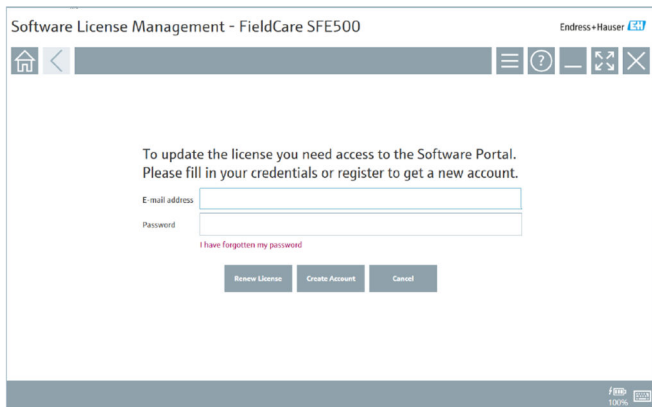 Software License Management - FieldCare SFE500
Endress+Hauser EH
To update the license you need access to the Software Portal.
Please fill in your credentials or register to get a new account.
E-mail address
Password
I have forgotten my password
Renew License Create Account Cancel
100%